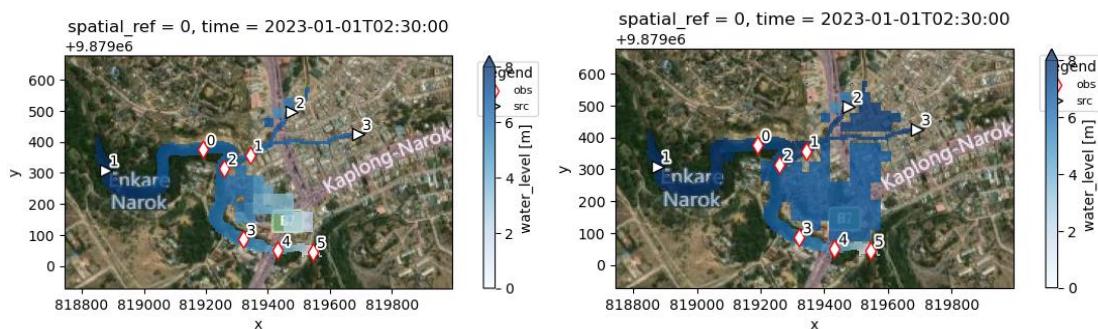 spatial_ref = 0, time = 2023-01-01T02:30:00
+9.879e6
600
500
400
300
200
100
0
y
818800 819000 819200 819400 819600 819800
x
1
2
3
0
1
2
3
4
5
Enkare
Narok
Kaplong-Narok
B7
8
6
4
2
0
water_level [m]
egend
obs
src
spatial_ref = 0, time = 2023-01-01T02:30:00
+9.879e6
600
500
400
300
200
100
0
y
818800 819000 819200 819400 819600 819800
x
1
2
3
0
1
2
3
4
5
Enkare
Narok
Kaplong-Narok
B7
8
6
4
2
0
water_level [m]
egend
obs
src